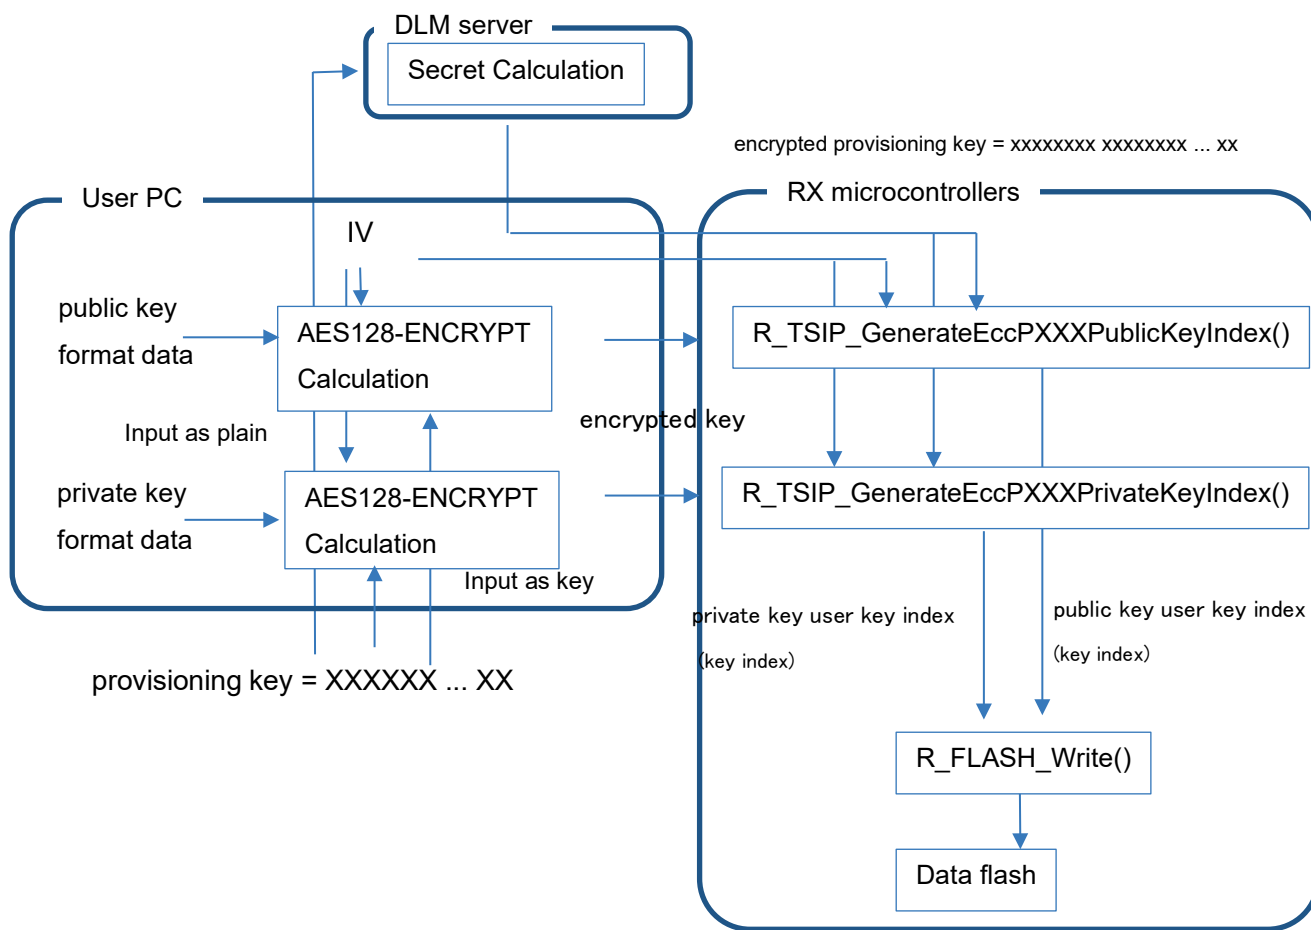 DLM server
Secret Calculation
encrypted provisioning key = xxxxxxxx xxxxxxxx ... xx
User PC
RX microcontrollers
IV
public key
format data
AES128-ENCRYPT
Calculation
R_TSIP_GenerateEccPXXXPublicKeyIndex()
Input as plain
encrypted key
private key
format data
AES128-ENCRYPT
Calculation
R_TSIP_GenerateEccPXXXPrivateKeyIndex()
Input as key
private key user key index
(key index)
public key user key index
(key index)
provisioning key = XXXXXX ... XX
R_FLASH_Write()
Data flash